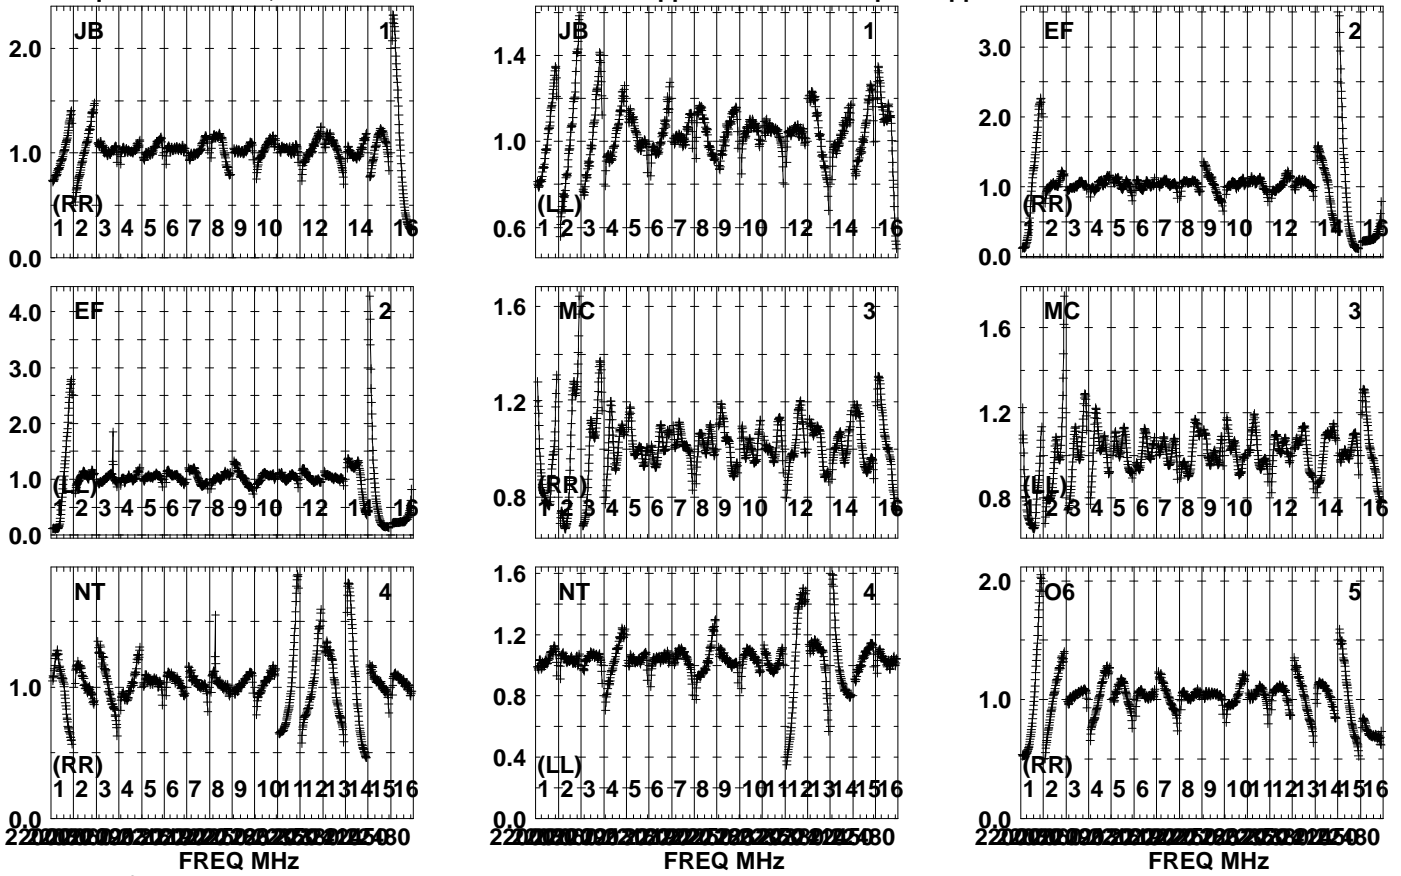 JB 1
2.0
1.0
(RR)
1 2 3 4 5 6 7 8 9 10 12 14 16
0.0
JB 1
1.4
1.0
(LL)
0.6
1 2 3 4 5 6 7 8 9 10 12 14 16
EF 2
3.0
2.0
1.0
(RR)
1 2 3 4 5 6 7 8 9 10 12 14 16
0.0
EF 2
4.0
3.0
2.0
1.0
(LL)
1 2 3 4 5 6 7 8 9 10 12 14 16
0.0
MC 3
1.6
1.2
0.8
(RR)
1 2 3 4 5 6 7 8 9 10 12 14 16
MC 3
1.6
1.2
0.8
(LL)
1 2 3 4 5 6 7 8 9 10 12 14 16
NT 4
1.0
(RR)
1 2 3 4 5 6 7 8 9 10 11 12 13 14 15 16
0.0
FREQ MHz
NT 4
1.6
1.2
0.8
0.4
(LL)
1 2 3 4 5 6 7 8 9 10 11 12 13 14 15 16
0.0
FREQ MHz
O6 5
2.0
1.0
(RR)
1 2 3 4 5 6 7 8 9 10 11 12 13 14 15 16
0.0
FREQ MHz